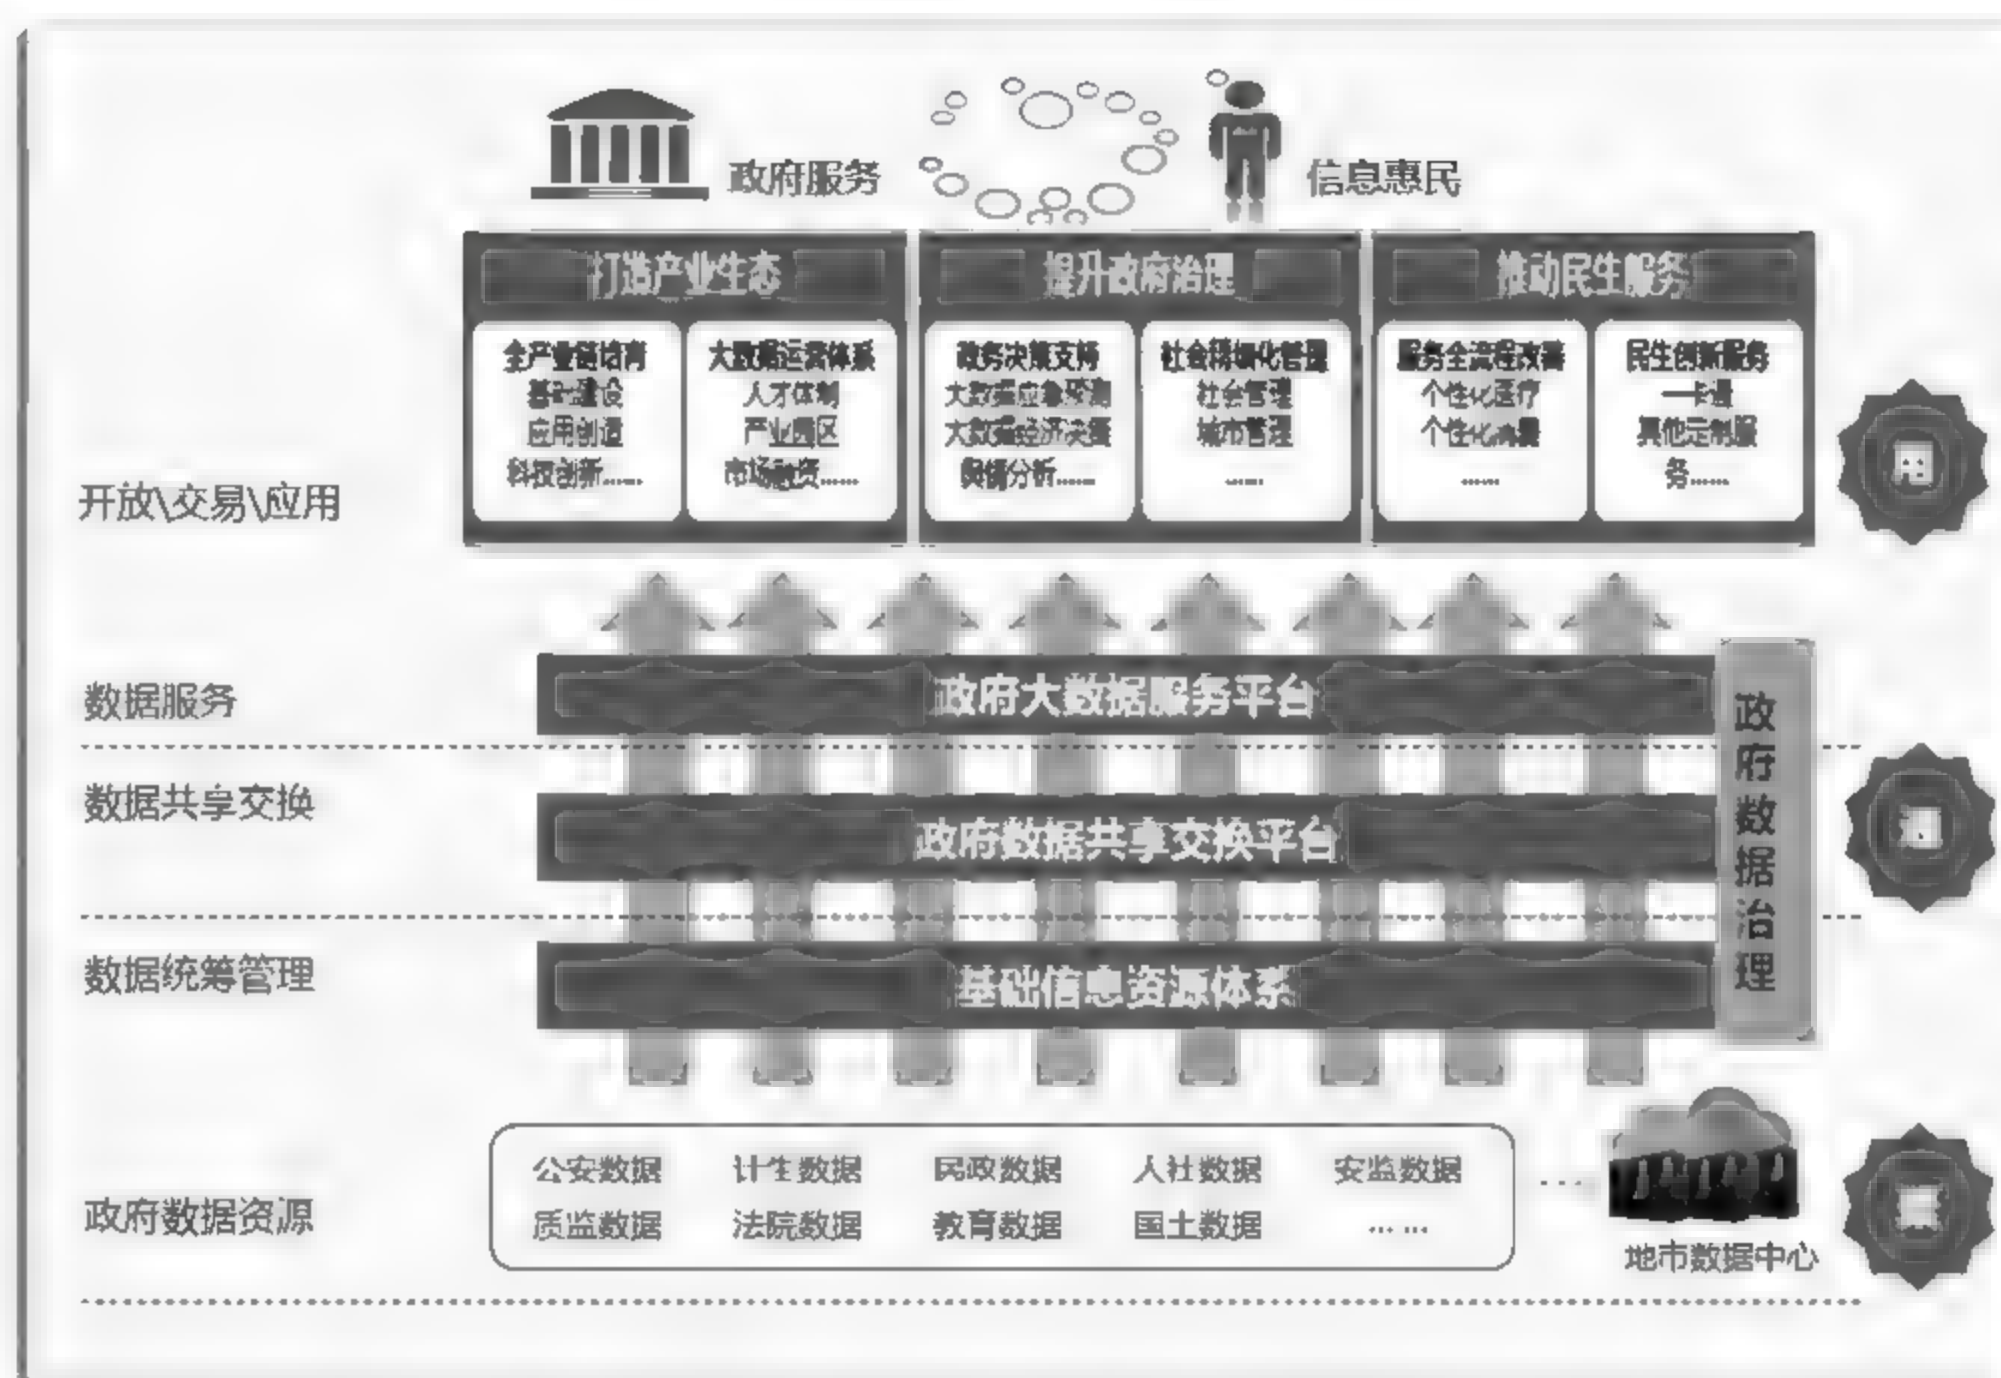 政府服务
信息惠民
打造产业生态
提升政府治理
推动民生服务
全产业链培育
基础建设
应用创造
科技创新……
大数据运营体系
人才体制
产业园区
市场融资……
政务决策支持
大数据应急预测
大数据经济决策
舆情分析……
社会精细化管理
社会管理
城市管理
……
服务全流程改善
个性化医疗
个性化消费
……
民生创新服务
一卡通
其他定制服
务……
开放\交易\应用
用
数据服务
政府大数据服务平台
数据共享交换
政府数据共享交换平台
数据统筹管理
基础信息资源体系
政府数据治理
政府数据资源
公安数据 计生数据 民政数据 人社数据 安监数据
质监数据 法院数据 教育数据 国土数据 … …
…
地市数据中心